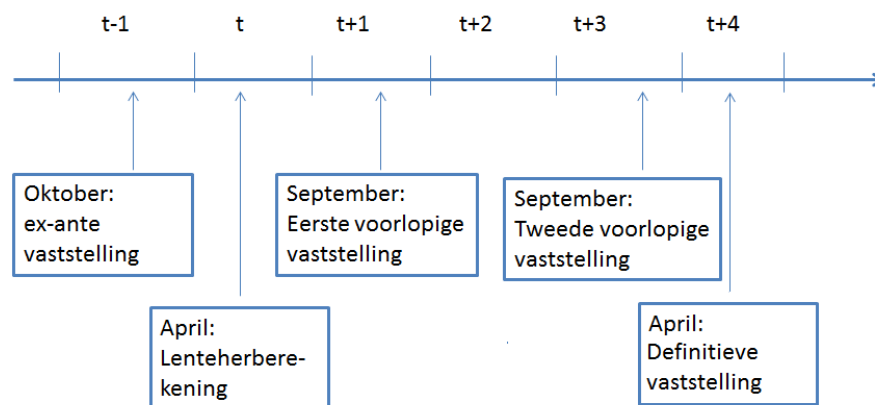 t-1 t t+1 t+2 t+3 t+4
Oktober:
ex-ante
vaststelling
September:
Eerste voorlopige
vaststelling
September:
Tweede voorlopige
vaststelling
April:
Lenteherbere-
kening
April:
Definitieve
vaststelling